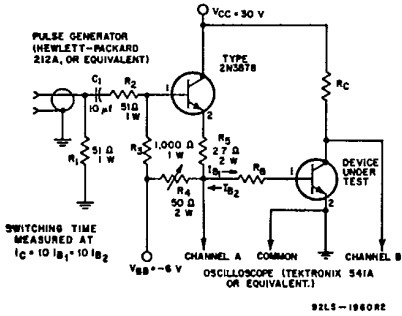 VCC = 30 V
PULSE GENERATOR
(HEWLETT-PACKARD
212A, OR EQUIVALENT)
TYPE
2N3878
C1
10 µf
R2
51Ω
1 W
1
2
RC
R1
51 Ω
1 W
R3
1,000 Ω
1 W
R5
27 Ω
2 W
IB1
IB2
RB
1
2
DEVICE
UNDER
TEST
R4
50 Ω
2 W
SWITCHING TIME
MEASURED AT
IC = 10 IB1 = 10 IB2
VBB = -6 V
CHANNEL A
COMMON
CHANNEL B
OSCILLOSCOPE (TEKTRONIX 541A
OR EQUIVALENT.)
92LS-1960R2